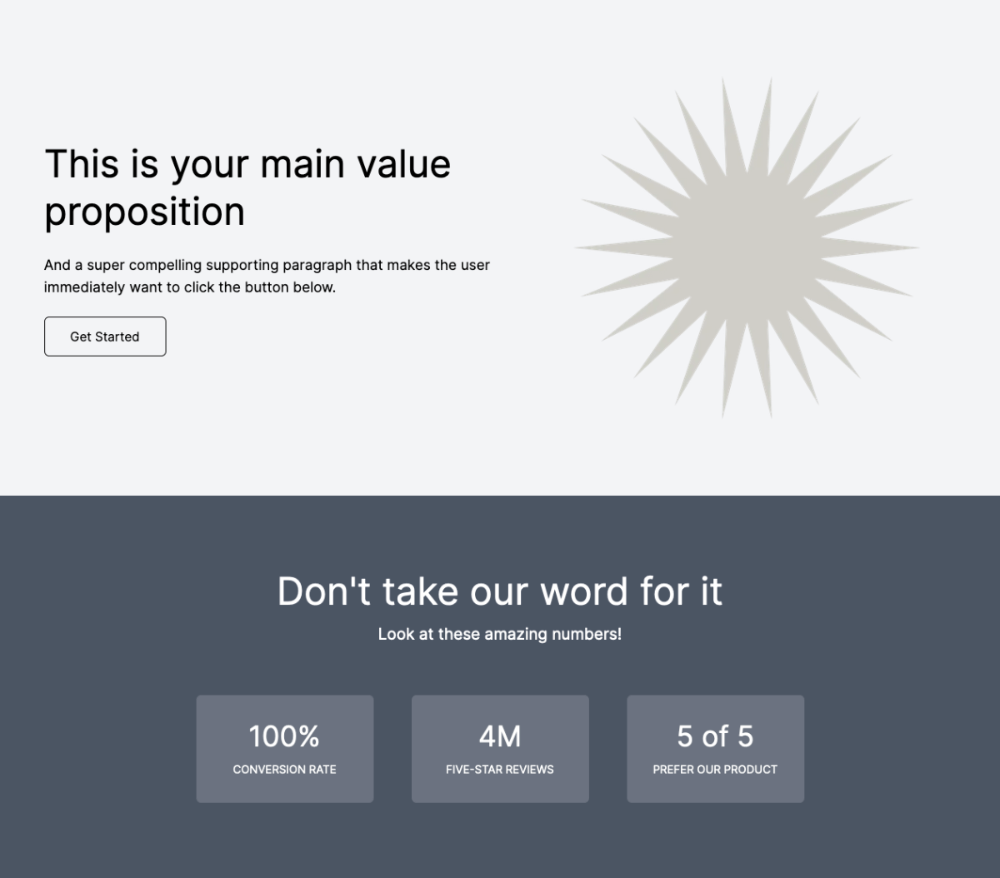 This is your main value
proposition
And a super compelling supporting paragraph that makes the user
immediately want to click the button below.
Get Started
Don't take our word for it
Look at these amazing numbers!
100%
CONVERSION RATE
4M
FIVE-STAR REVIEWS
5 of 5
PREFER OUR PRODUCT